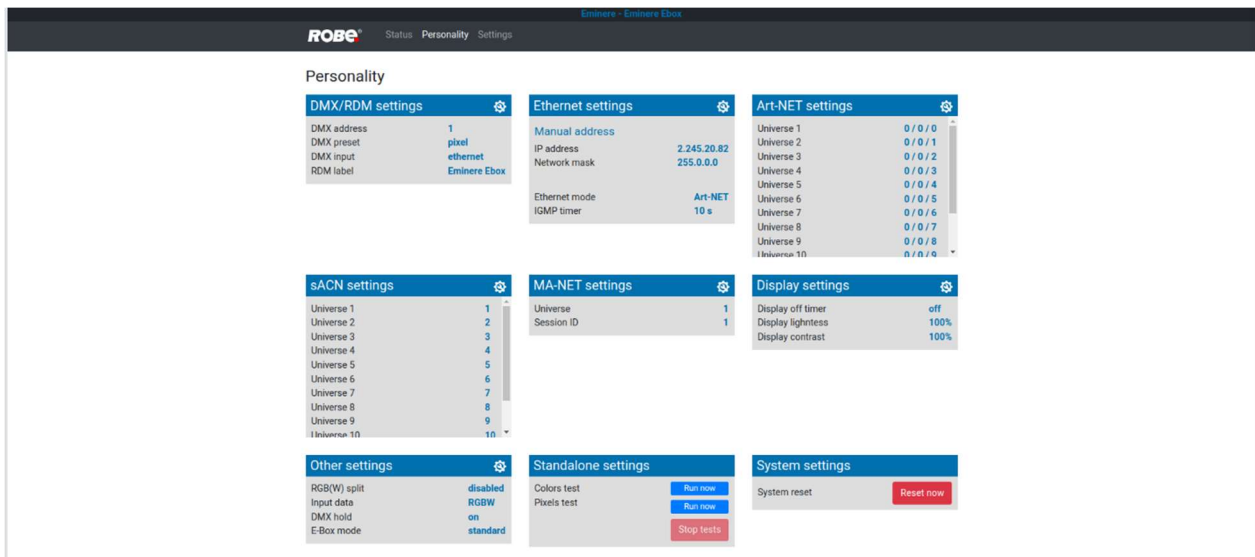 Eminere - Eminere Ebox
ROBE® Status Personality Settings
Personality
DMX/RDM settings
DMX address 1
DMX preset pixel
DMX input ethernet
RDM label Eminere Ebox
Ethernet settings
Manual address
IP address 2.245.20.82
Network mask 255.0.0.0
Ethernet mode Art-NET
IGMP timer 10 s
Art-NET settings
Universe 1 0 / 0 / 0
Universe 2 0 / 0 / 1
Universe 3 0 / 0 / 2
Universe 4 0 / 0 / 3
Universe 5 0 / 0 / 4
Universe 6 0 / 0 / 5
Universe 7 0 / 0 / 6
Universe 8 0 / 0 / 7
Universe 9 0 / 0 / 8
Universe 10 0 / 0 / 9
sACN settings
Universe 1 1
Universe 2 2
Universe 3 3
Universe 4 4
Universe 5 5
Universe 6 6
Universe 7 7
Universe 8 8
Universe 9 9
Universe 10 10
MA-NET settings
Universe 1
Session ID 1
Display settings
Display off timer off
Display lighntess 100%
Display contrast 100%
Other settings
RGB(W) split disabled
Input data RGBW
DMX hold on
E-Box mode standard
Standalone settings
Colors test Run now
Pixels test Run now
Stop tests
System settings
System reset Reset now